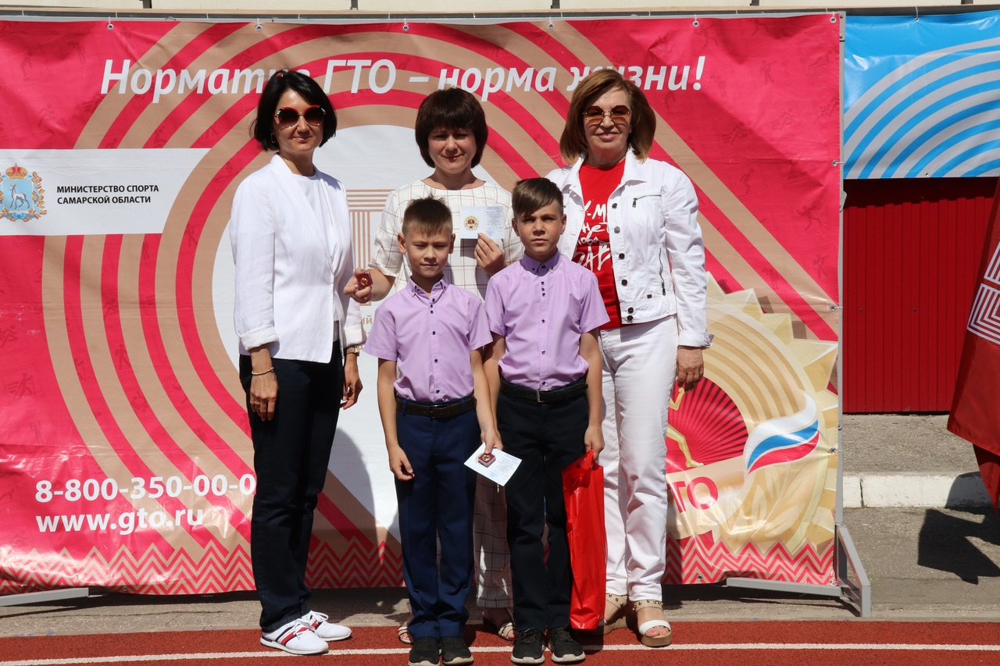 Норматив ГТО – норма жизни!
МИНИСТЕРСТВО СПОРТА
САМАРСКОЙ ОБЛАСТИ
8-800-350-00-0
www.gto.ru
ГТО